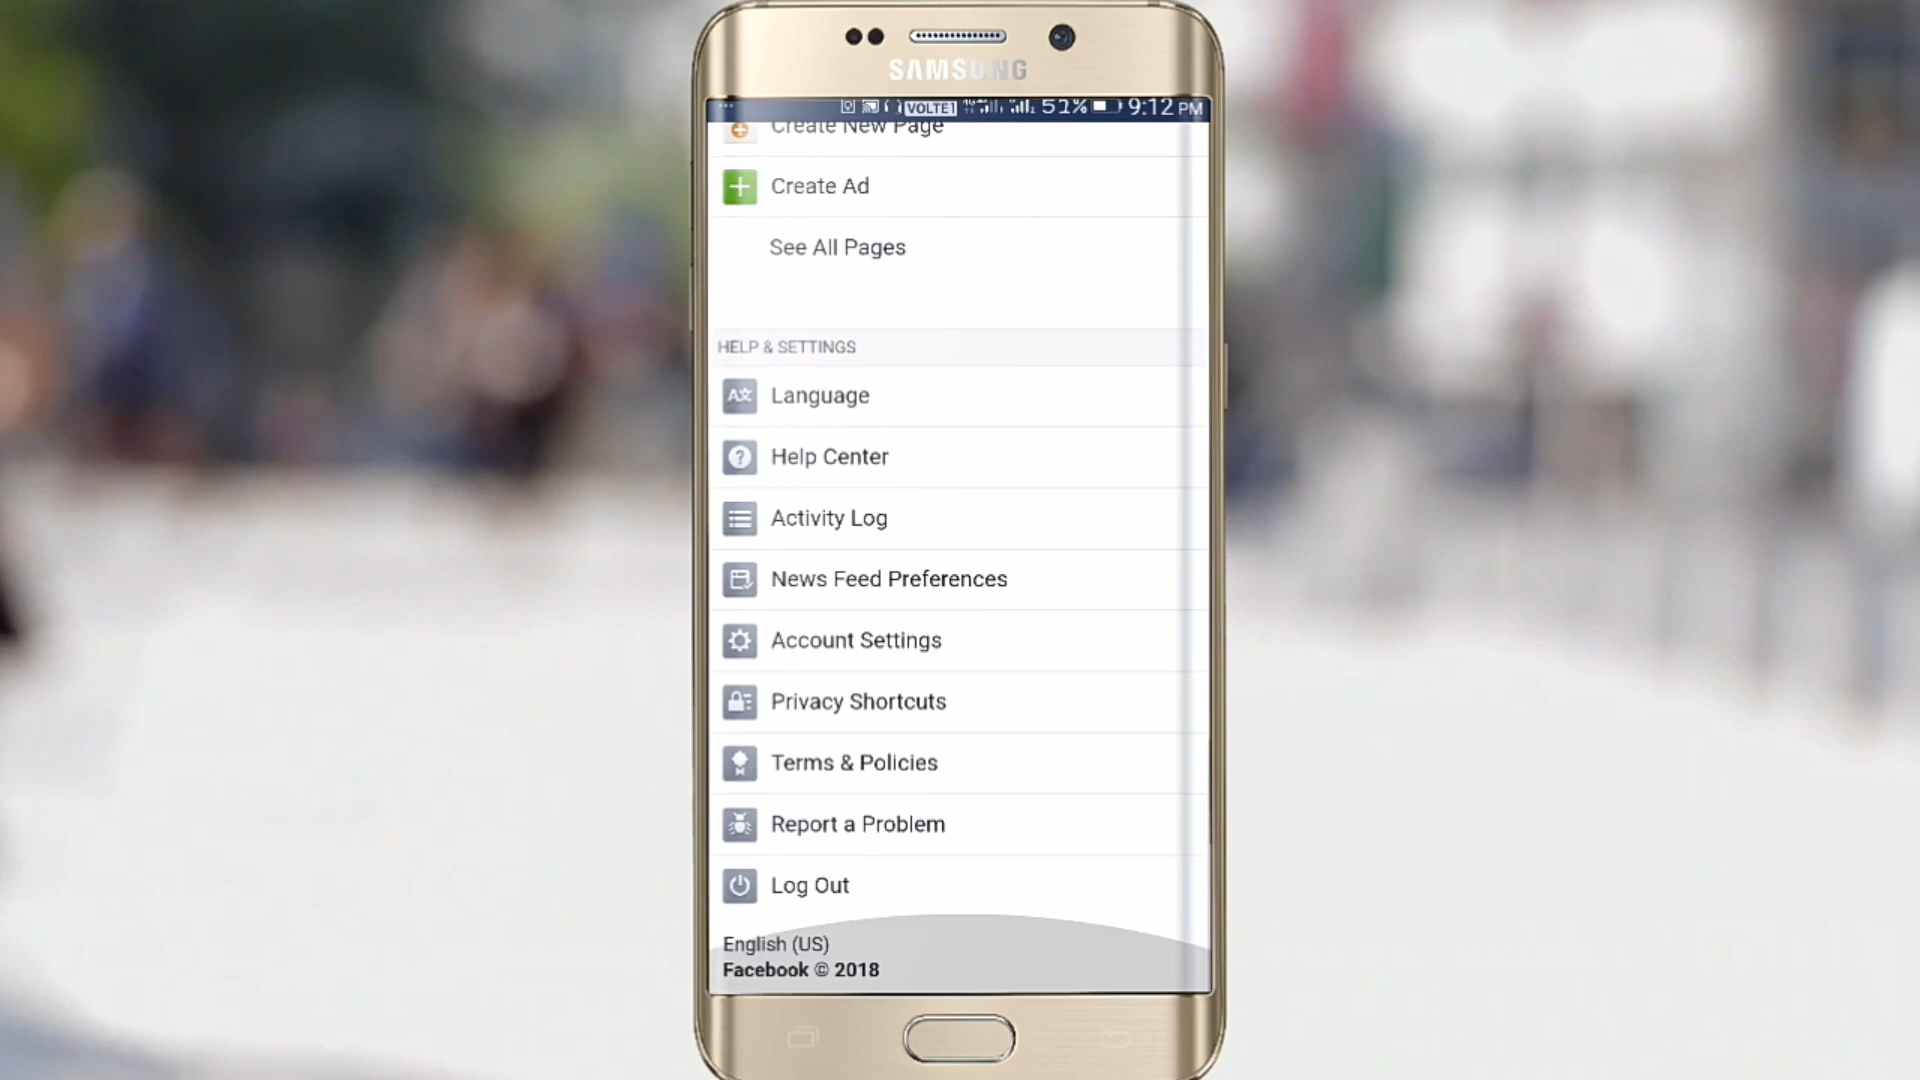 SAMSUNG
VOLTE1 51% 9:12 PM
Create New Page
Create Ad
See All Pages
HELP & SETTINGS
Language
Help Center
Activity Log
News Feed Preferences
Account Settings
Privacy Shortcuts
Terms & Policies
Report a Problem
Log Out
English (US)
Facebook © 2018